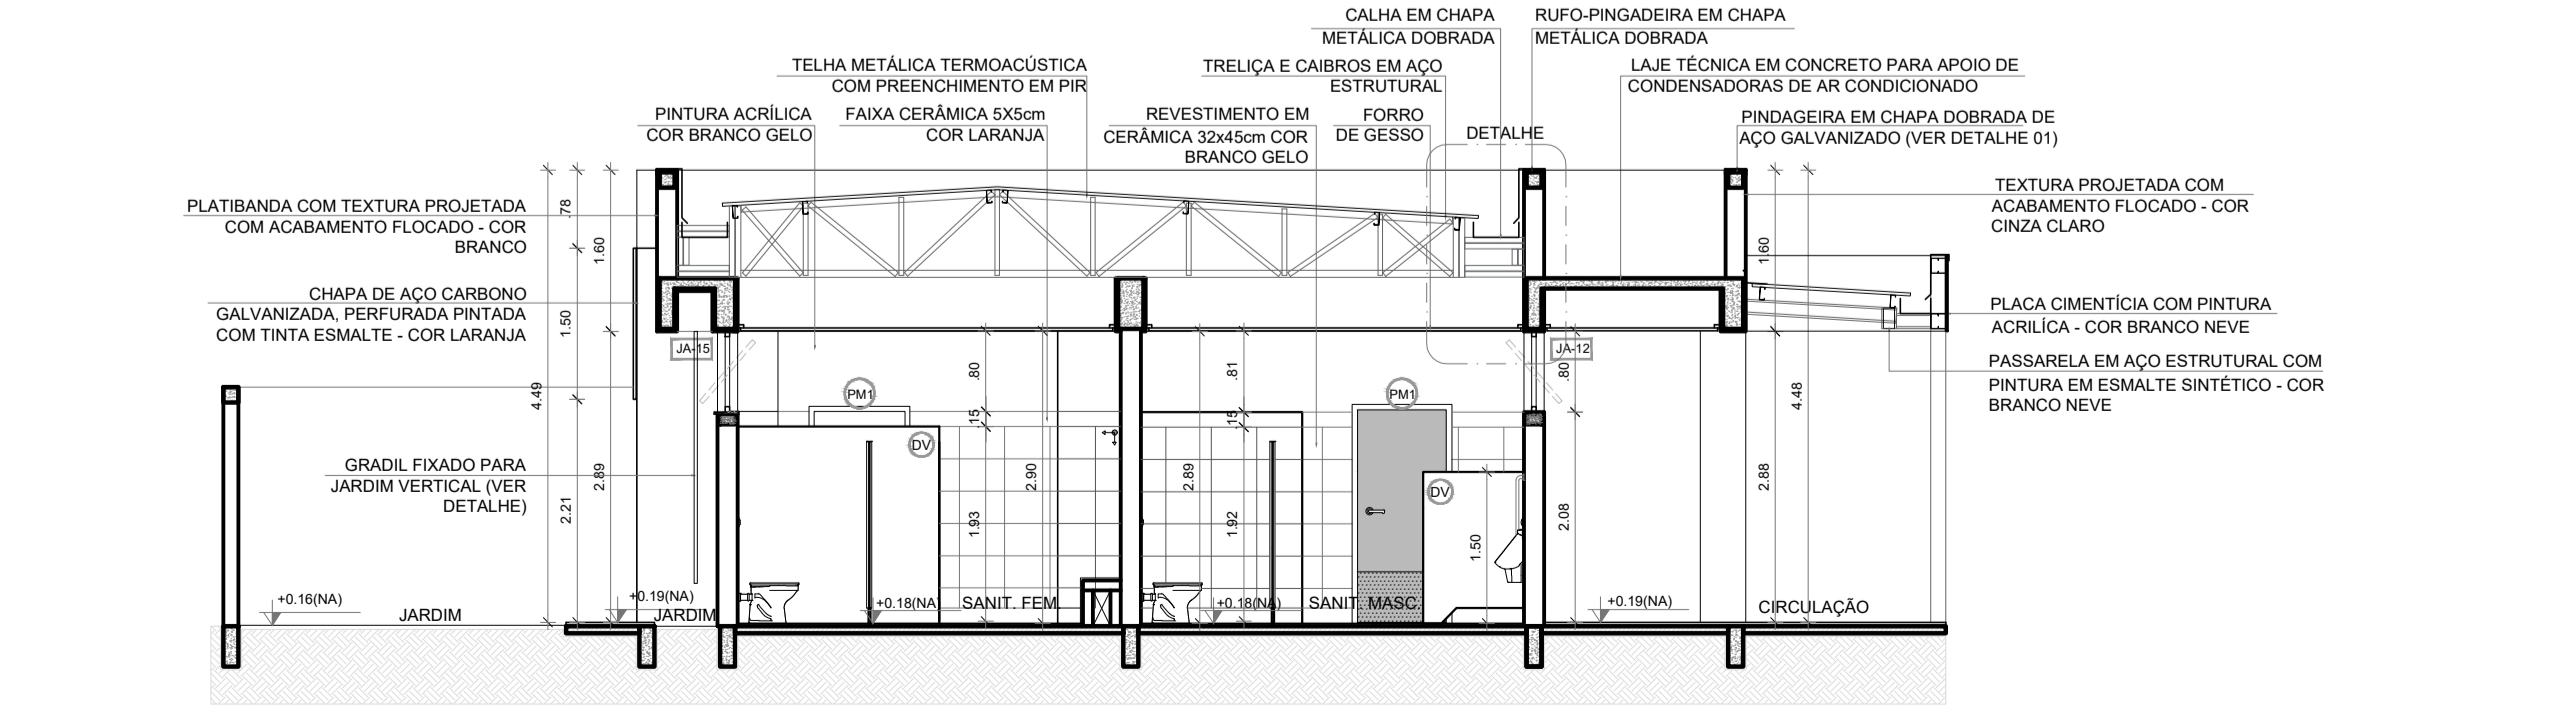 CALHA EM CHAPA
METÁLICA DOBRADA
RUFO-PINGADEIRA EM CHAPA
METÁLICA DOBRADA
TELHA METÁLICA TERMOACÚSTICA
COM PREENCHIMENTO EM PIR
TRELIÇA E CAIBROS EM AÇO
ESTRUTURAL
LAJE TÉCNICA EM CONCRETO PARA APOIO DE
CONDENSADORAS DE AR CONDICIONADO
PINTURA ACRÍLICA
COR BRANCO GELO
FAIXA CERÂMICA 5X5cm
COR LARANJA
REVESTIMENTO EM
CERÂMICA 32x45cm COR
BRANCO GELO
FORRO
DE GESSO
DETALHE
PINDAGEIRA EM CHAPA DOBRADA DE
AÇO GALVANIZADO (VER DETALHE 01)
PLATIBANDA COM TEXTURA PROJETADA
COM ACABAMENTO FLOCADO - COR
BRANCO
TEXTURA PROJETADA COM
ACABAMENTO FLOCADO - COR
CINZA CLARO
CHAPA DE AÇO CARBONO
GALVANIZADA, PERFURADA PINTADA
COM TINTA ESMALTE - COR LARANJA
PLACA CIMENTÍCIA COM PINTURA
ACRILÍCA - COR BRANCO NEVE
PASSARELA EM AÇO ESTRUTURAL COM
PINTURA EM ESMALTE SINTÉTICO - COR
BRANCO NEVE
GRADIL FIXADO PARA
JARDIM VERTICAL (VER
DETALHE)
4.49
.78
1.50
2.21
1.60
2.89
JA-15
PM1
DV
.80
.15
1.93
2.90
2.89
.81
.15
1.92
PM1
DV
1.50
JA-12
.80
2.08
1.60
2.88
4.48
+0.16(NA)
JARDIM
+0.19(NA)
JARDIM
+0.18(NA)
SANIT. FEM.
+0.18(NA)
SANIT. MASC.
+0.19(NA)
CIRCULAÇÃO